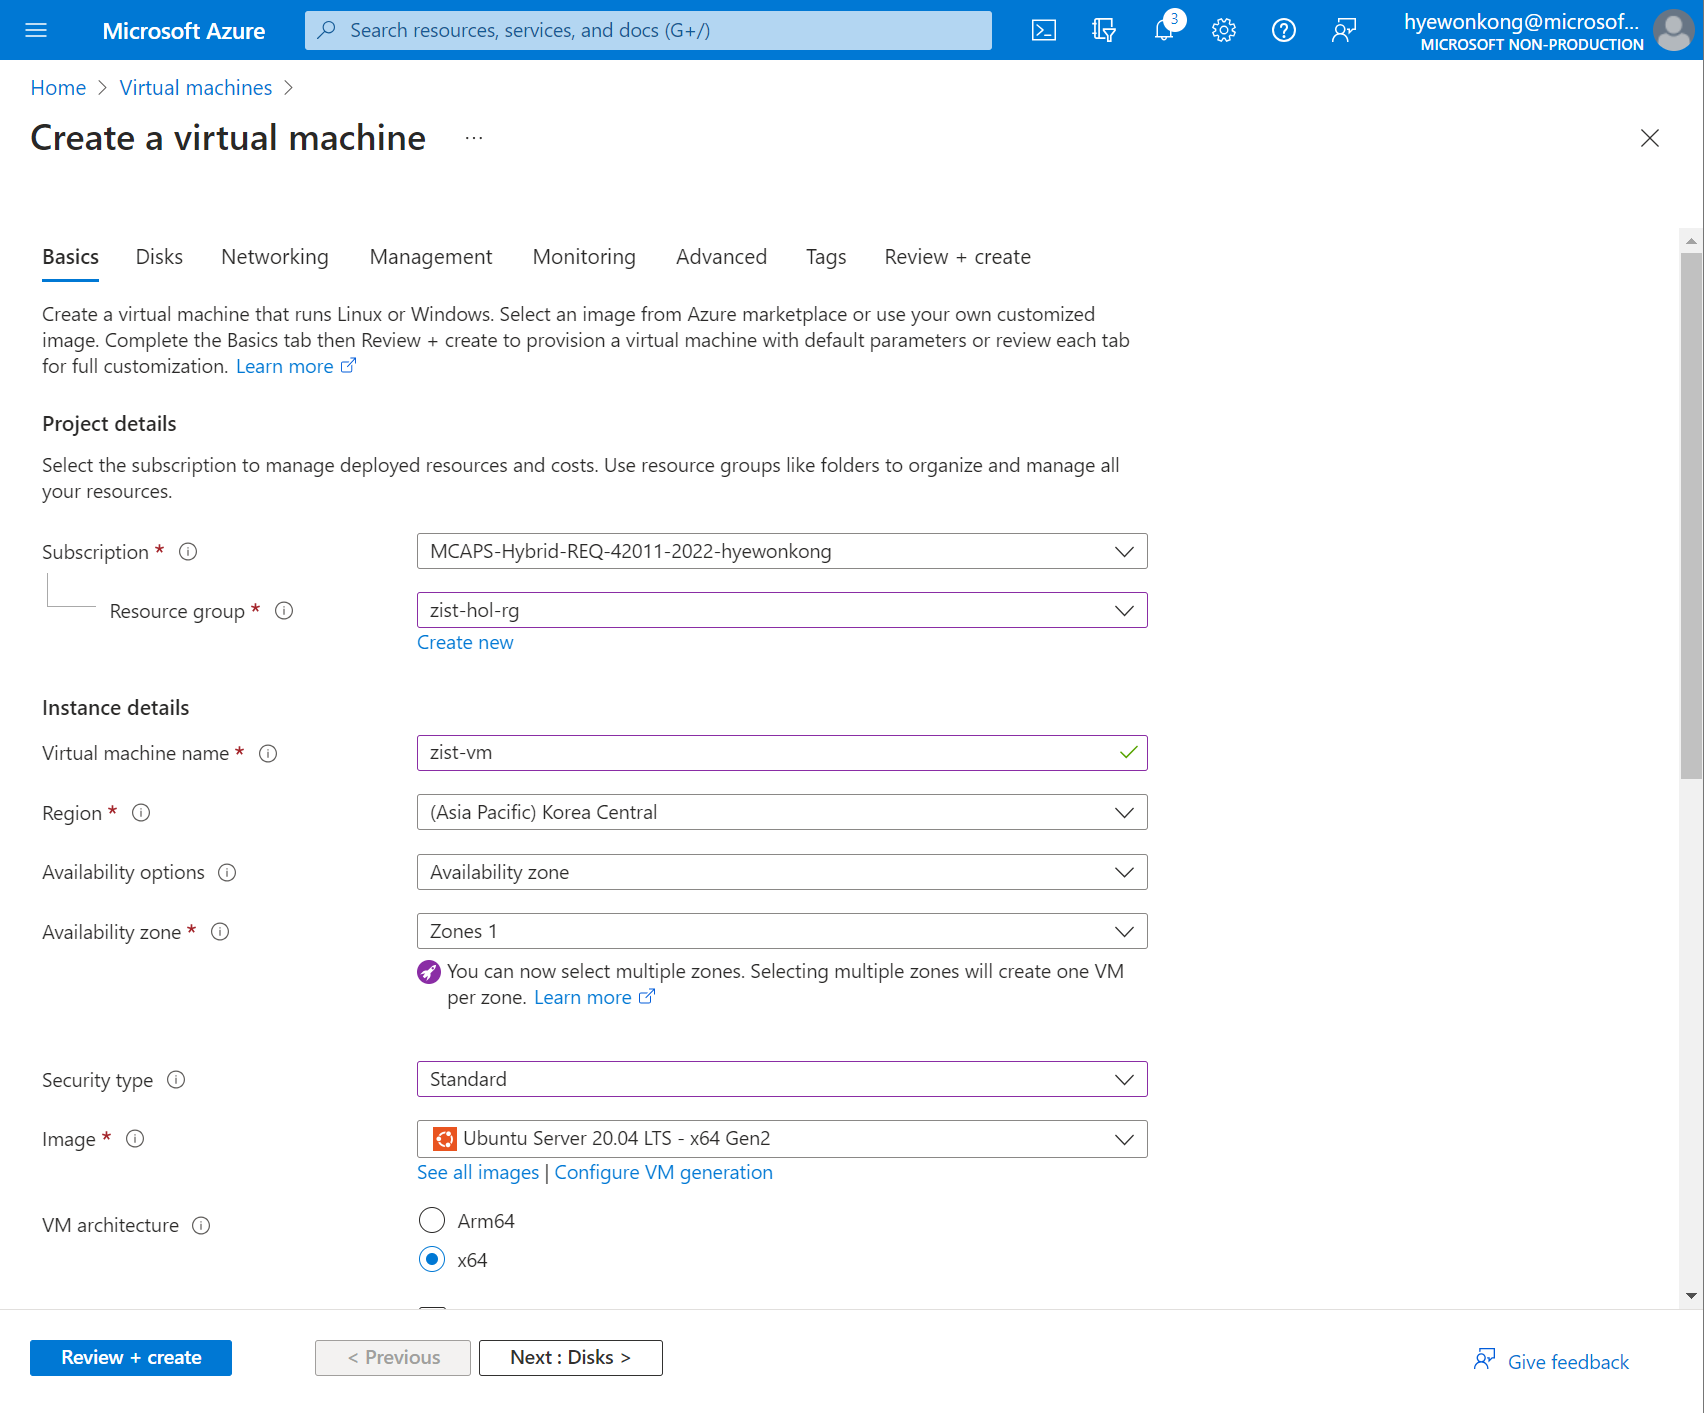 Microsoft Azure
Search resources, services, and docs (G+/)
3
hyewonkong@microsof...
MICROSOFT NON-PRODUCTION
Home > Virtual machines >
Create a virtual machine ...
Basics Disks Networking Management Monitoring Advanced Tags Review + create
Create a virtual machine that runs Linux or Windows. Select an image from Azure marketplace or use your own customized
image. Complete the Basics tab then Review + create to provision a virtual machine with default parameters or review each tab
for full customization. Learn more
Project details
Select the subscription to manage deployed resources and costs. Use resource groups like folders to organize and manage all
your resources.
Subscription * MCAPS-Hybrid-REQ-42011-2022-hyewonkong
Resource group * zist-hol-rg
Create new
Instance details
Virtual machine name * zist-vm
Region * (Asia Pacific) Korea Central
Availability options Availability zone
Availability zone * Zones 1
You can now select multiple zones. Selecting multiple zones will create one VM
per zone. Learn more
Security type Standard
Image * Ubuntu Server 20.04 LTS - x64 Gen2
See all images | Configure VM generation
VM architecture Arm64
x64
Review + create < Previous Next : Disks > Give feedback